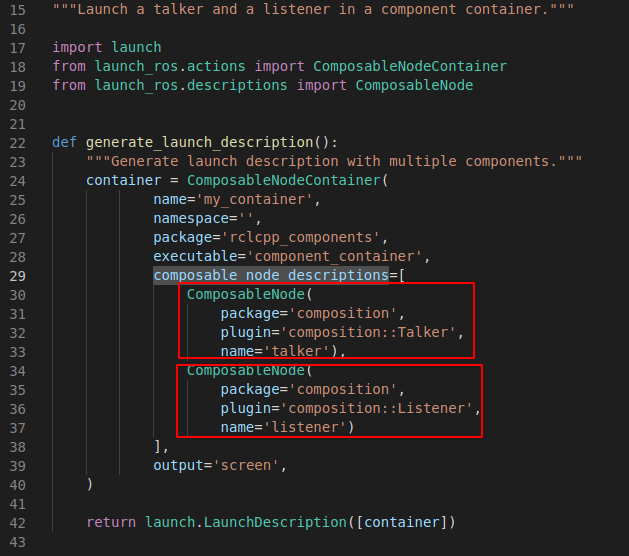 15 """Launch a talker and a listener in a component container."""
16
17 import launch
18 from launch_ros.actions import ComposableNodeContainer
19 from launch_ros.descriptions import ComposableNode
20
21
22 def generate_launch_description():
23     """Generate launch description with multiple components."""
24     container = ComposableNodeContainer(
25             name='my_container',
26             namespace='',
27             package='rclcpp_components',
28             executable='component_container',
29             composable_node_descriptions=[
30                 ComposableNode(
31                     package='composition',
32                     plugin='composition::Talker',
33                     name='talker'),
34                 ComposableNode(
35                     package='composition',
36                     plugin='composition::Listener',
37                     name='listener')
38             ],
39             output='screen',
40     )
41
42     return launch.LaunchDescription([container])
43